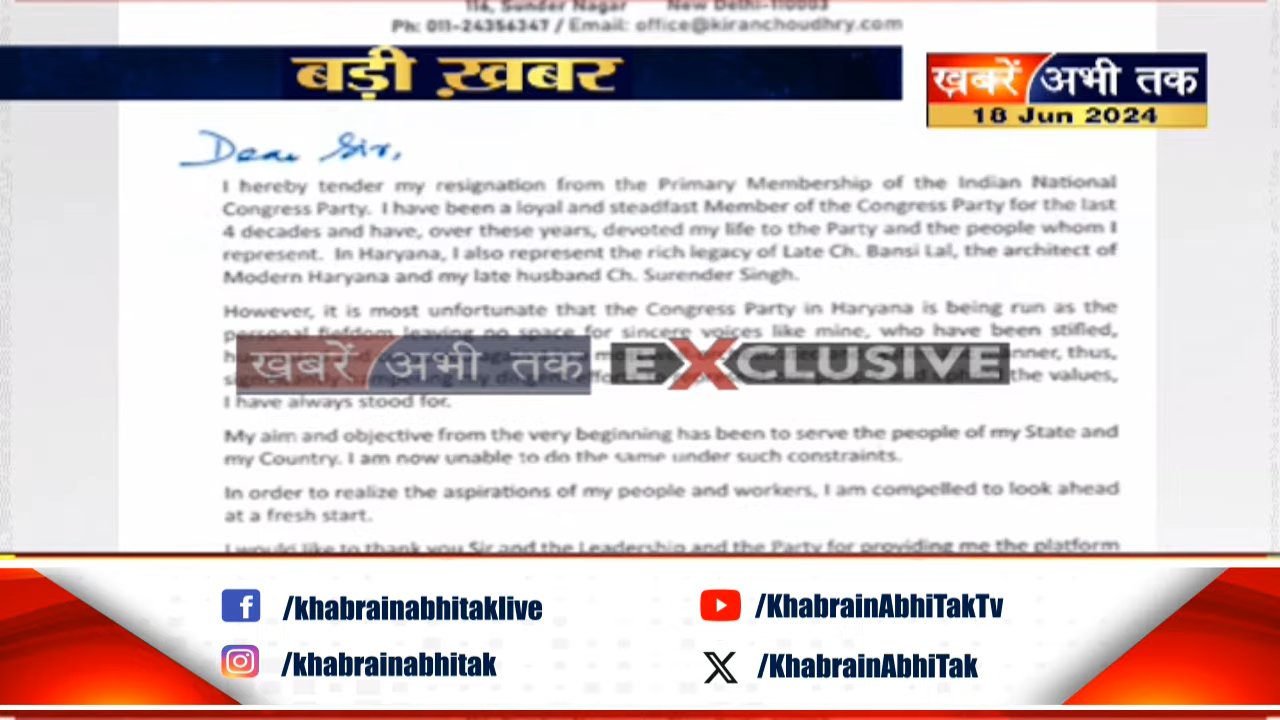 116, Sunder Nagar New Delhi-110003
Ph: 011-24356347 / Email: office@kiranchoudhry.com
बड़ी ख़बर
ख़बरें अभी तक
18 Jun 2024
Dear Sir,
I hereby tender my resignation from the Primary Membership of the Indian National
Congress Party. I have been a loyal and steadfast Member of the Congress Party for the last
4 decades and have, over these years, devoted my life to the Party and the people whom I
represent. In Haryana, I also represent the rich legacy of Late Ch. Bansi Lal, the architect of
Modern Haryana and my late husband Ch. Surender Singh.
However, it is most unfortunate that the Congress Party in Haryana is being run as the
personal fiefdom leaving no space for sincere voices like mine, who have been stifled,
thus,
the values,
ख़बरें अभी तक EXCLUSIVE
I have always stood for.
My aim and objective from the very beginning has been to serve the people of my State and
my Country. I am now unable to do the same under such constraints.
In order to realize the aspirations of my people and workers, I am compelled to look ahead
at a fresh start.
I would like to thank you Sir and the Leadership and the Party for providing me the platform
/khabrainabhitaklive
/KhabrainAbhiTakTv
/khabrainabhitak
/KhabrainAbhiTak